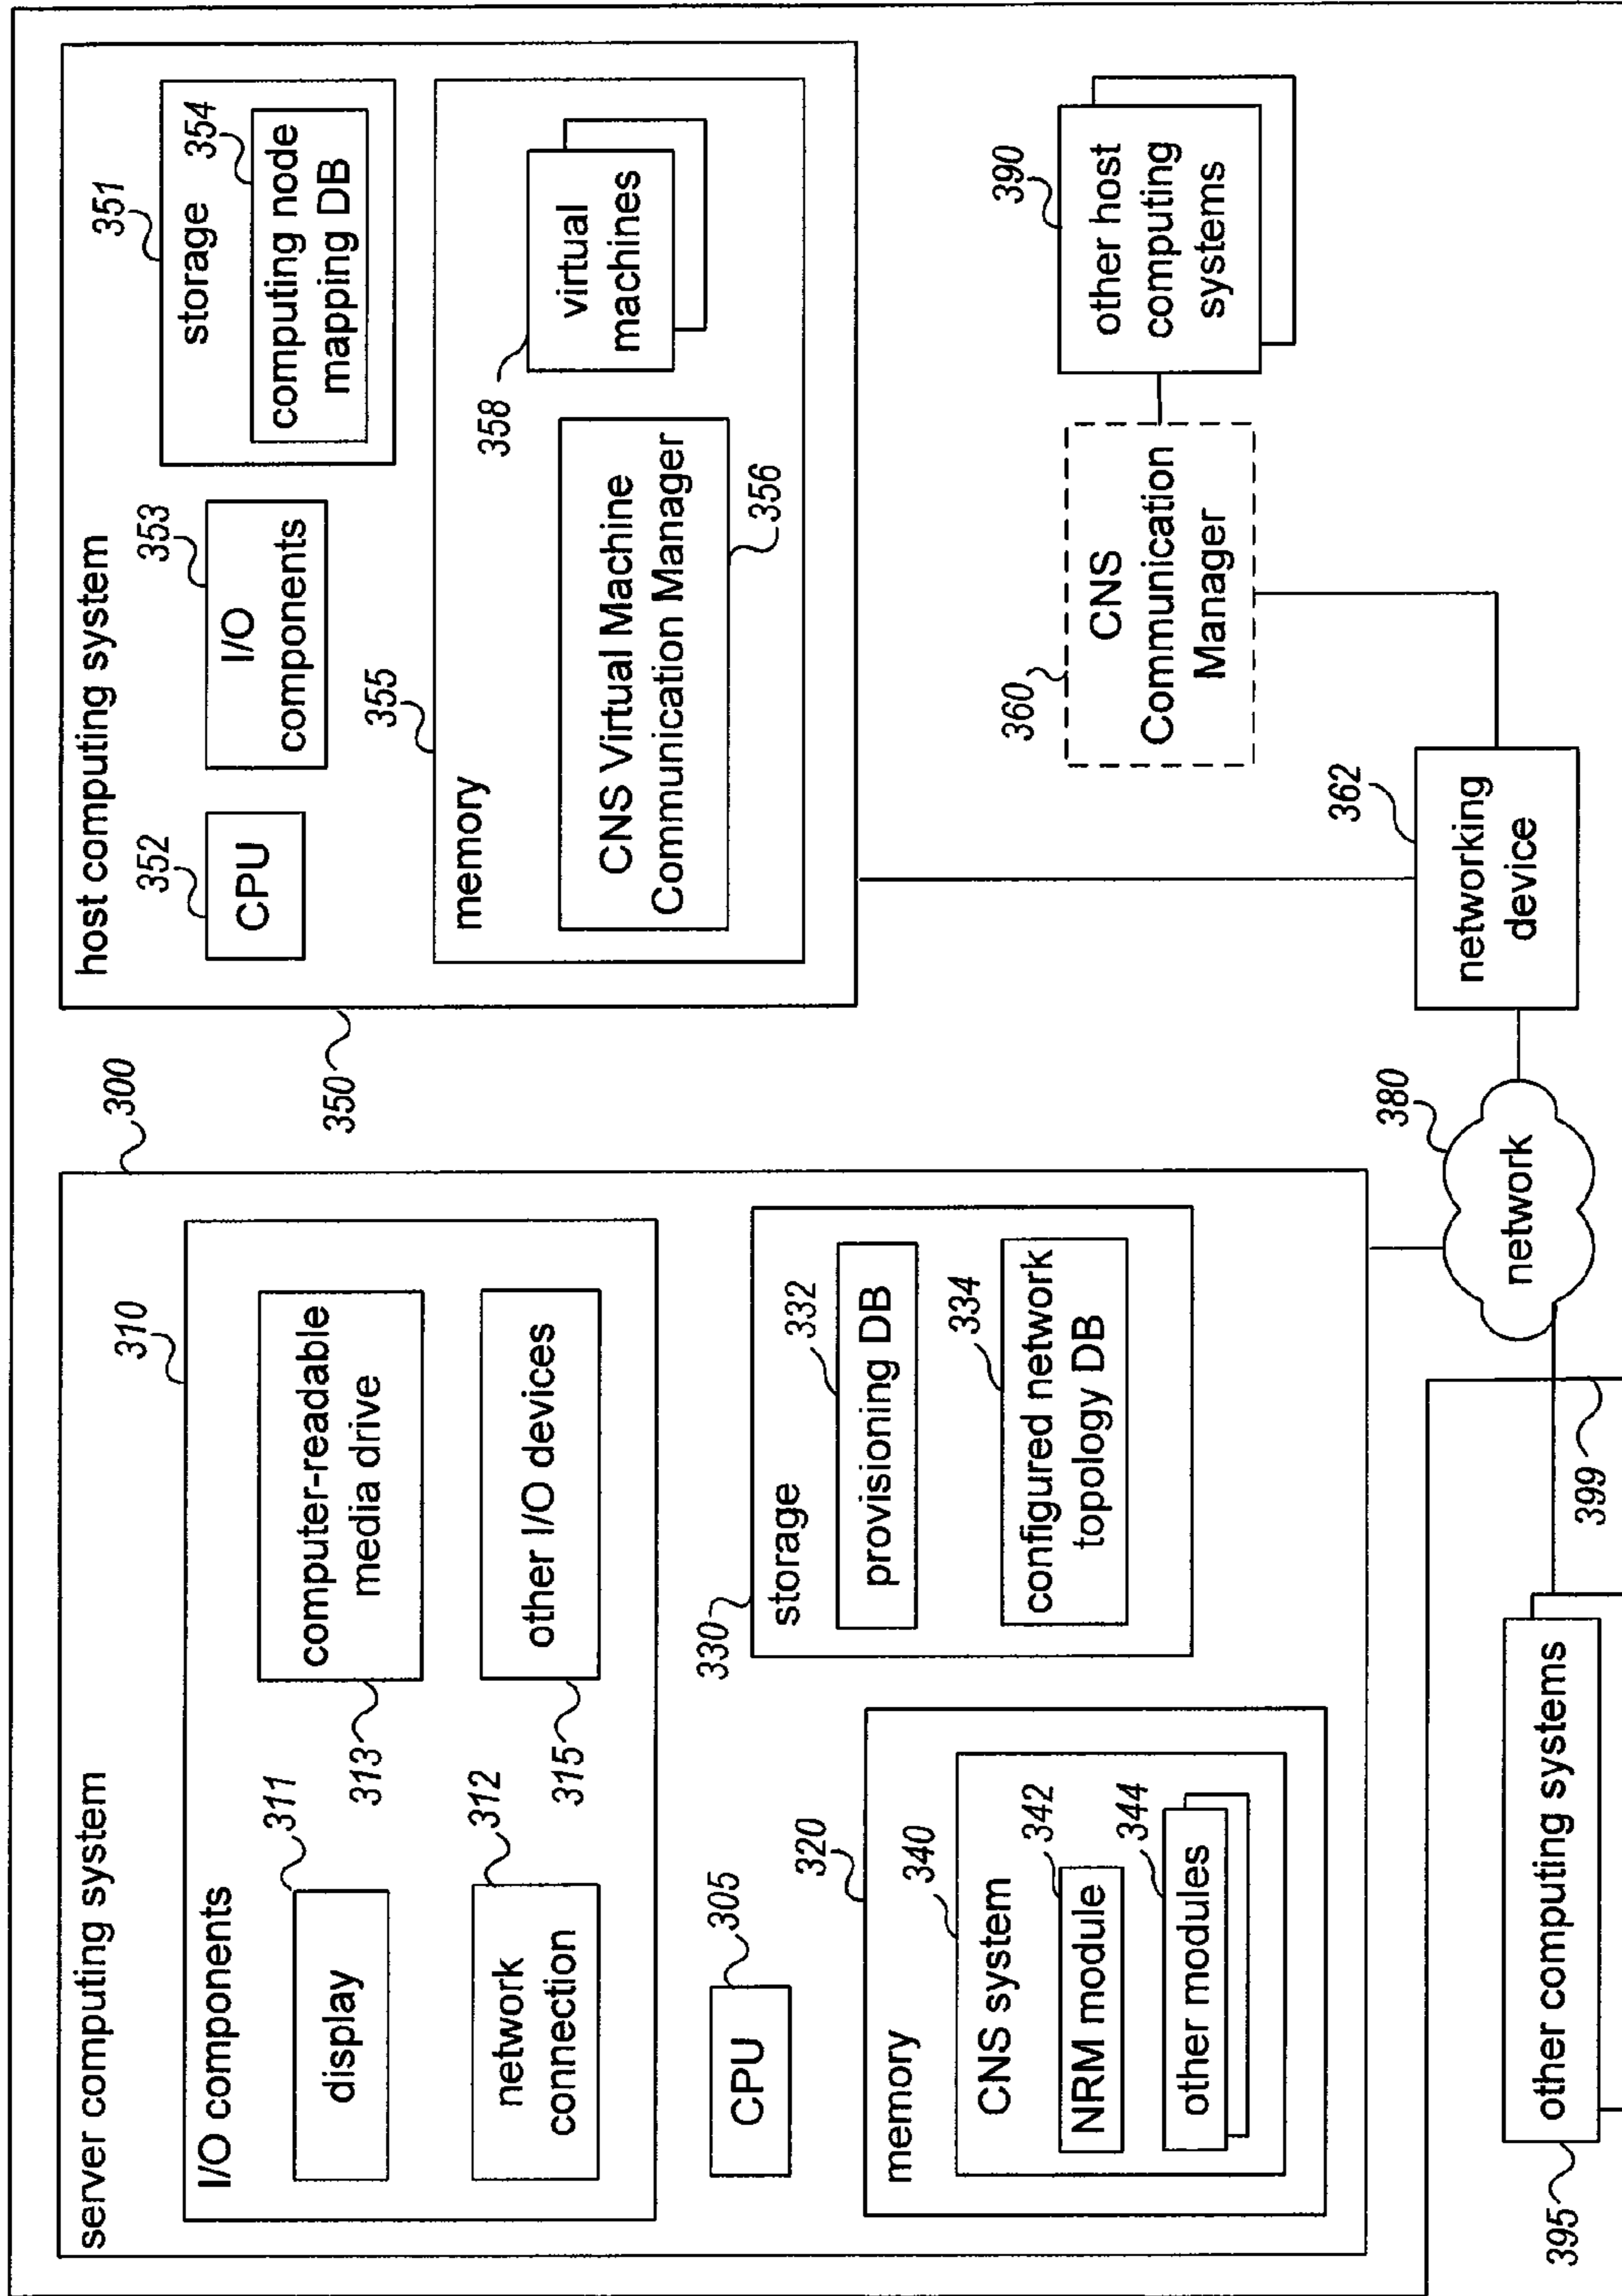 server computing system
300
I/O components
310
display
311
computer-readable
media drive
313
network
connection
312
other I/O devices
315
CPU
305
memory
320
CNS system
340
NRM module
342
other modules
344
storage
330
provisioning DB
332
configured network
topology DB
334
host computing system
350
CPU
352
I/O
components
353
storage
351
computing node
mapping DB
354
memory
355
CNS Virtual Machine
Communication Manager
356
virtual
machines
358
CNS
Communication
Manager
360
other host
computing
systems
390
networking
device
362
network
380
other computing systems
395
399